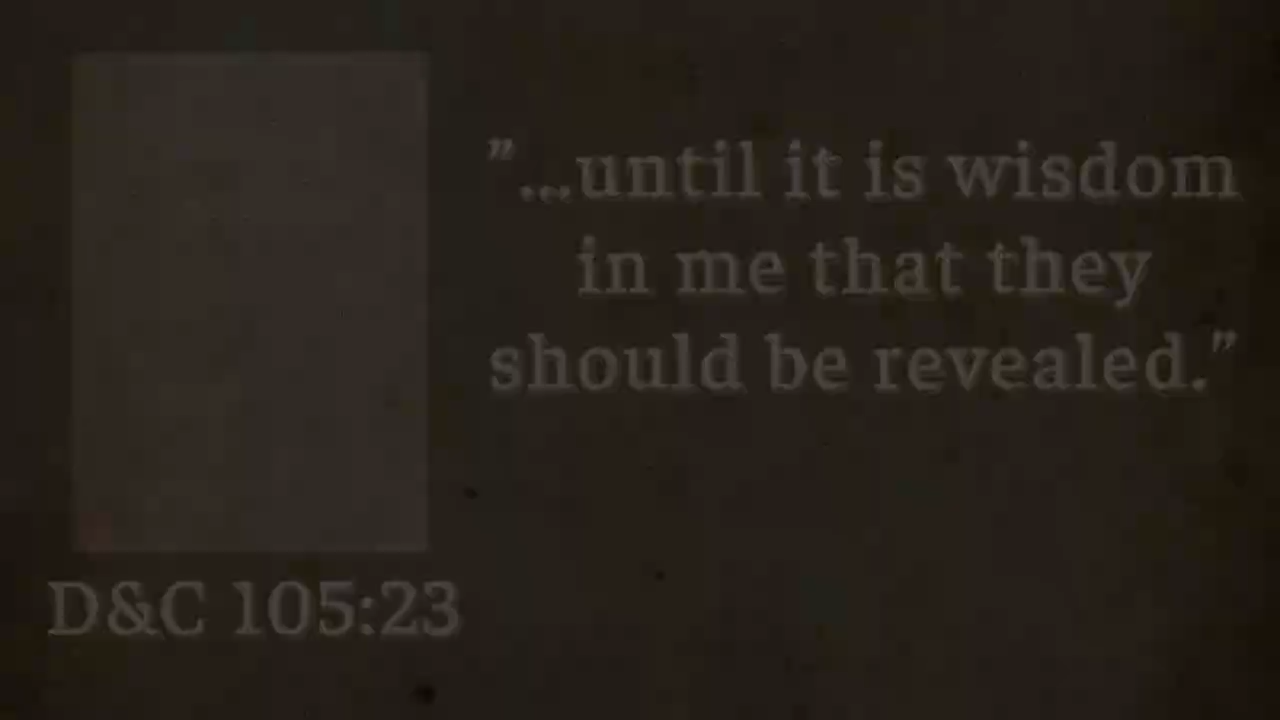 "...until it is wisdom
in me that they
should be revealed."
D&C 105:23